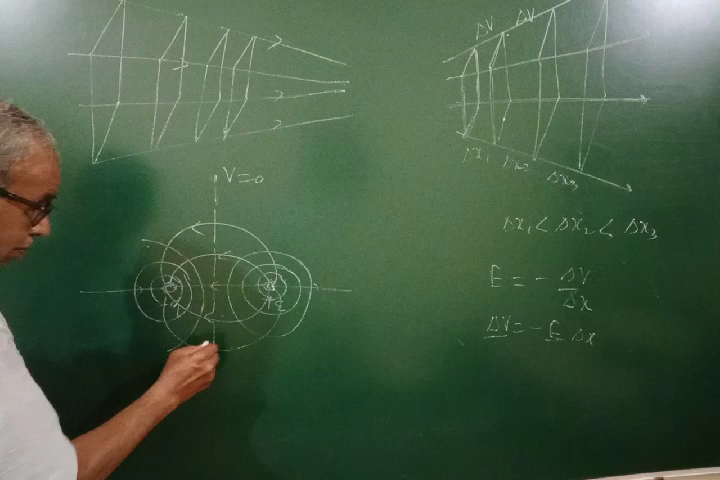 ΔV ΔV
Δx₁ Δx₂ Δx₃
V=0
Δx₁ < Δx₂ < Δx₃
E = - ΔV/Δx
ΔV = - E Δx
-q +q